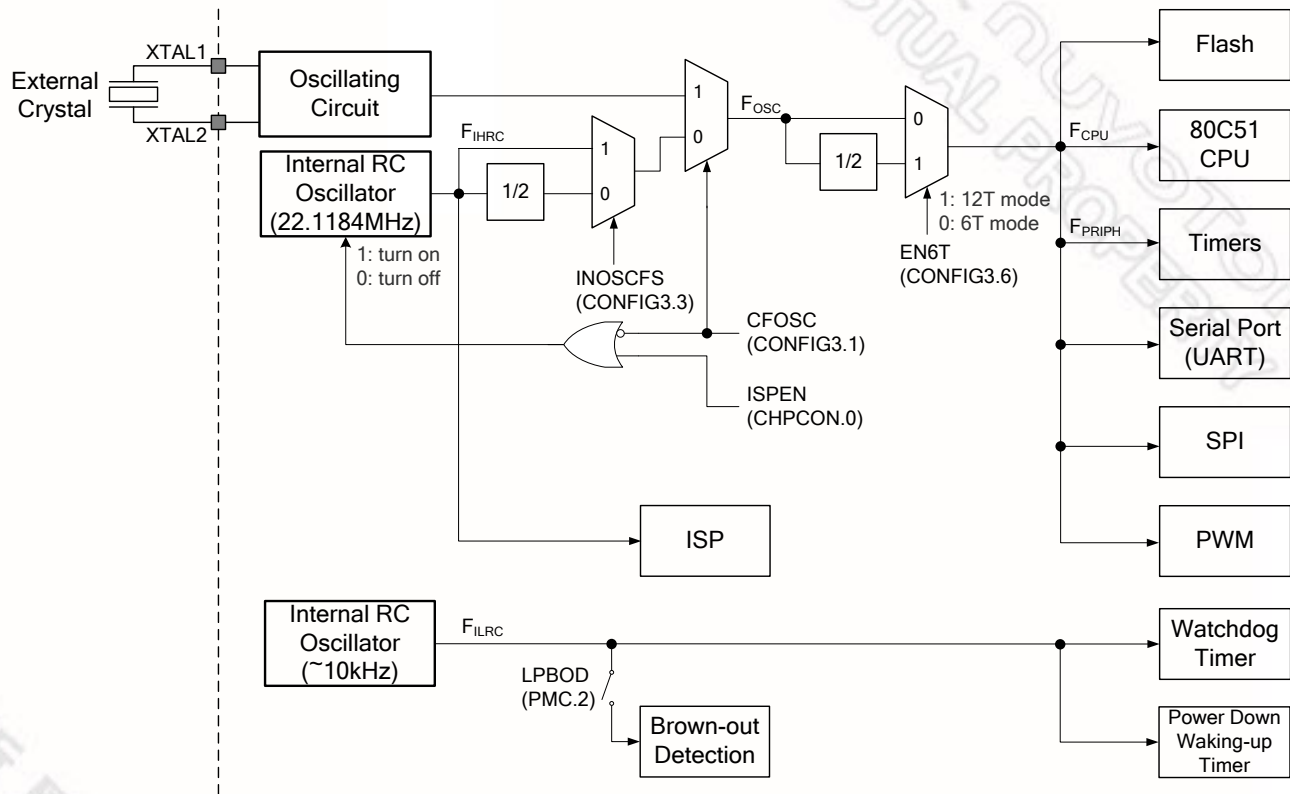 XTAL1
External
Crystal
XTAL2
Oscillating
Circuit
Internal RC
Oscillator
(22.1184MHz)
1: turn on
0: turn off
FIHRC
1/2
1
0
INOSCFS
(CONFIG3.3)
1
0
CFOSC
(CONFIG3.1)
ISPEN
(CHPCON.0)
FOSC
1/2
0
1
1: 12T mode
0: 6T mode
EN6T
(CONFIG3.6)
FCPU
FPRIPH
Flash
80C51
CPU
Timers
Serial Port
(UART)
SPI
PWM
ISP
Internal RC
Oscillator
(~10kHz)
FILRC
LPBOD
(PMC.2)
Brown-out
Detection
Watchdog
Timer
Power Down
Waking-up
Timer
NUVOTON
PROPERTY